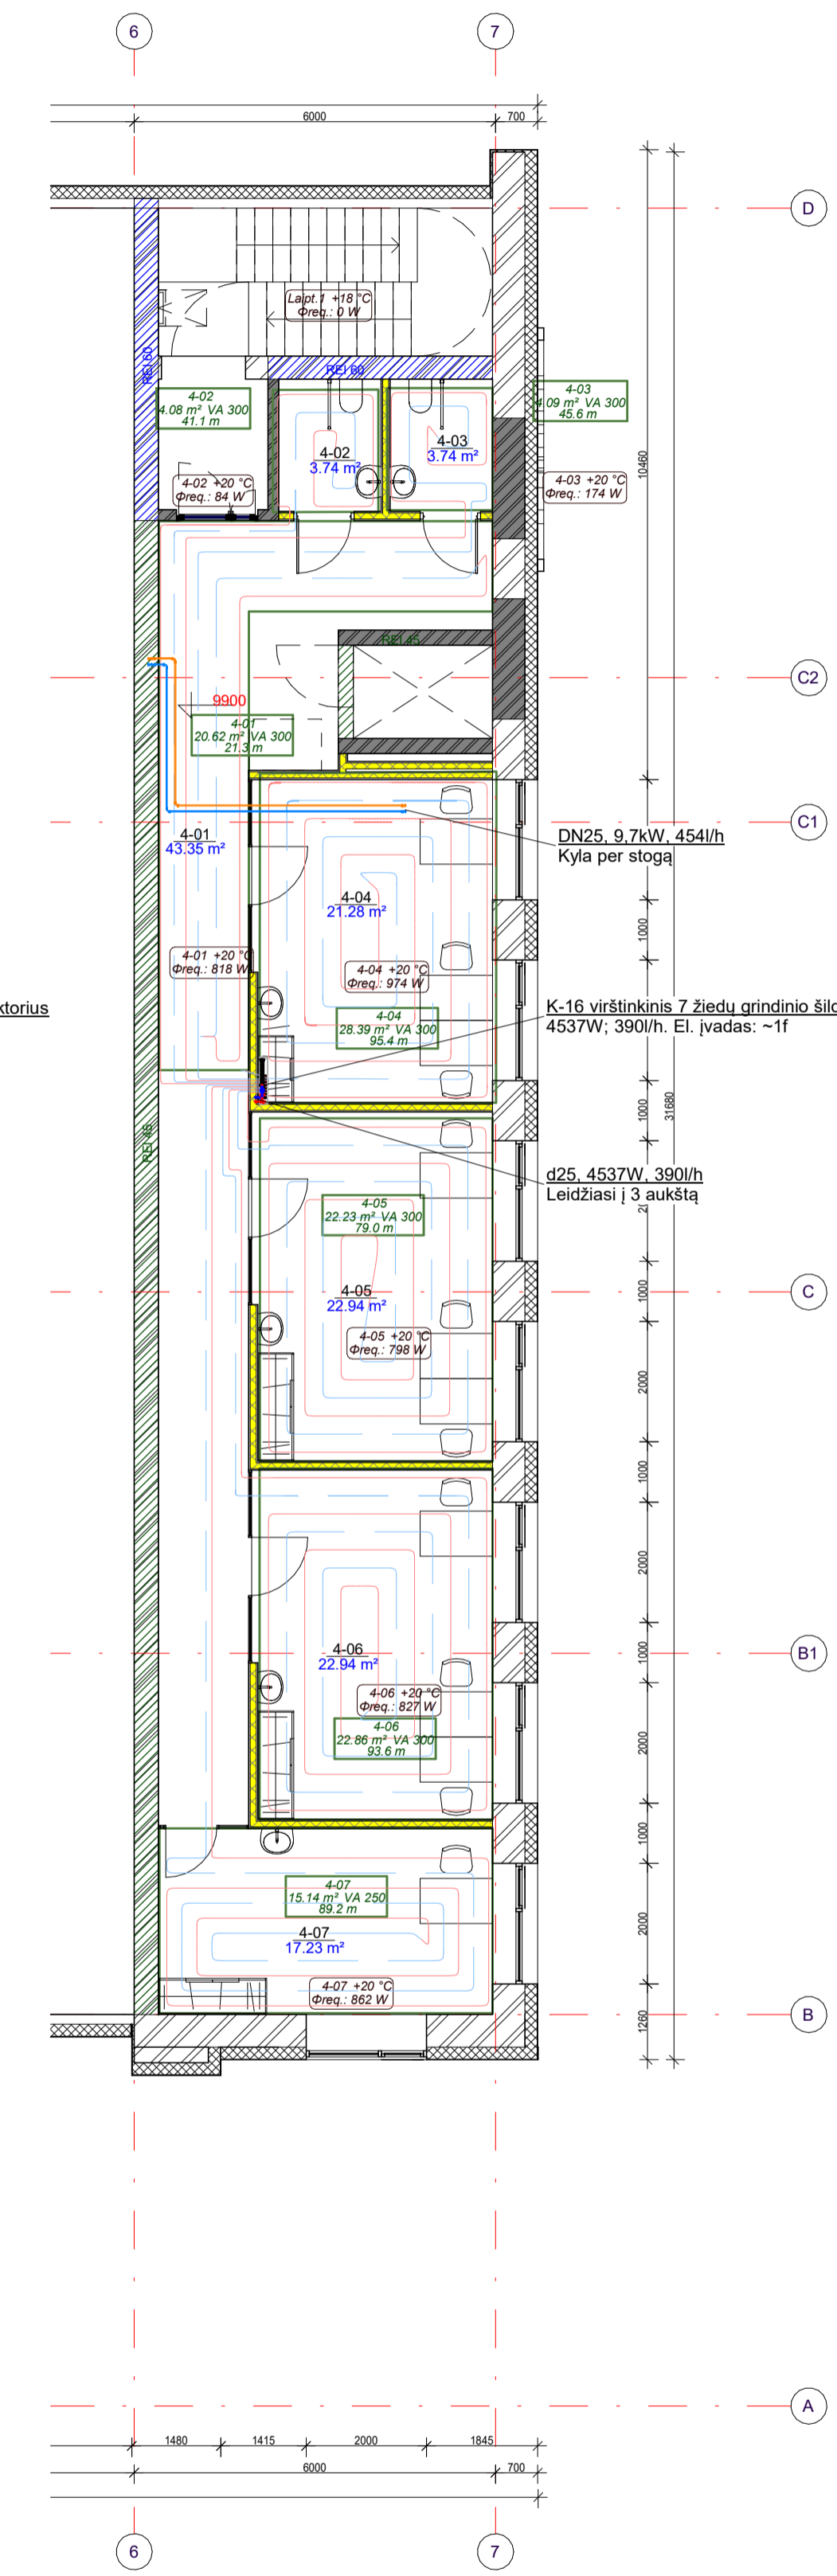 6
7
6000
700
D
Laipt.1 +18 °C
Φreq.: 0 W
REI 60
REI 60
4-02
4.08 m² VA 300
41.1 m
4-03
4.09 m² VA 300
45.6 m
4-02
3.74 m²
4-03
3.74 m²
4-02 +20 °C
Φreq.: 84 W
4-03 +20 °C
Φreq.: 174 W
10460
REI 45
C2
9900
4-01
20.62 m² VA 300
21.3 m
C1
4-01
43.35 m²
DN25, 9,7kW, 454l/h
Kyla per stogą
4-04
21.28 m²
1000
4-01 +20 °C
Φreq.: 818 W
4-04 +20 °C
Φreq.: 974 W
ktorius
K-16 virštinkinis 7 žiedų grindinio šild
4537W; 390l/h. El. įvadas: ~1f
4-04
28.39 m² VA 300
95.4 m
1000
31680
REI 45
d25, 4537W, 390l/h
Leidžiasi į 3 aukštą
4-05
22.23 m² VA 300
79.0 m
4-05
22.94 m²
1000
C
4-05 +20 °C
Φreq.: 798 W
2000
1000
2000
4-06
22.94 m²
1000
B1
4-06 +20 °C
Φreq.: 827 W
4-06
22.86 m² VA 300
93.6 m
2000
1000
4-07
15.14 m² VA 250
89.2 m
2000
4-07
17.23 m²
4-07 +20 °C
Φreq.: 862 W
1260
B
A
1480
1415
2000
1845
6000
700
6
7